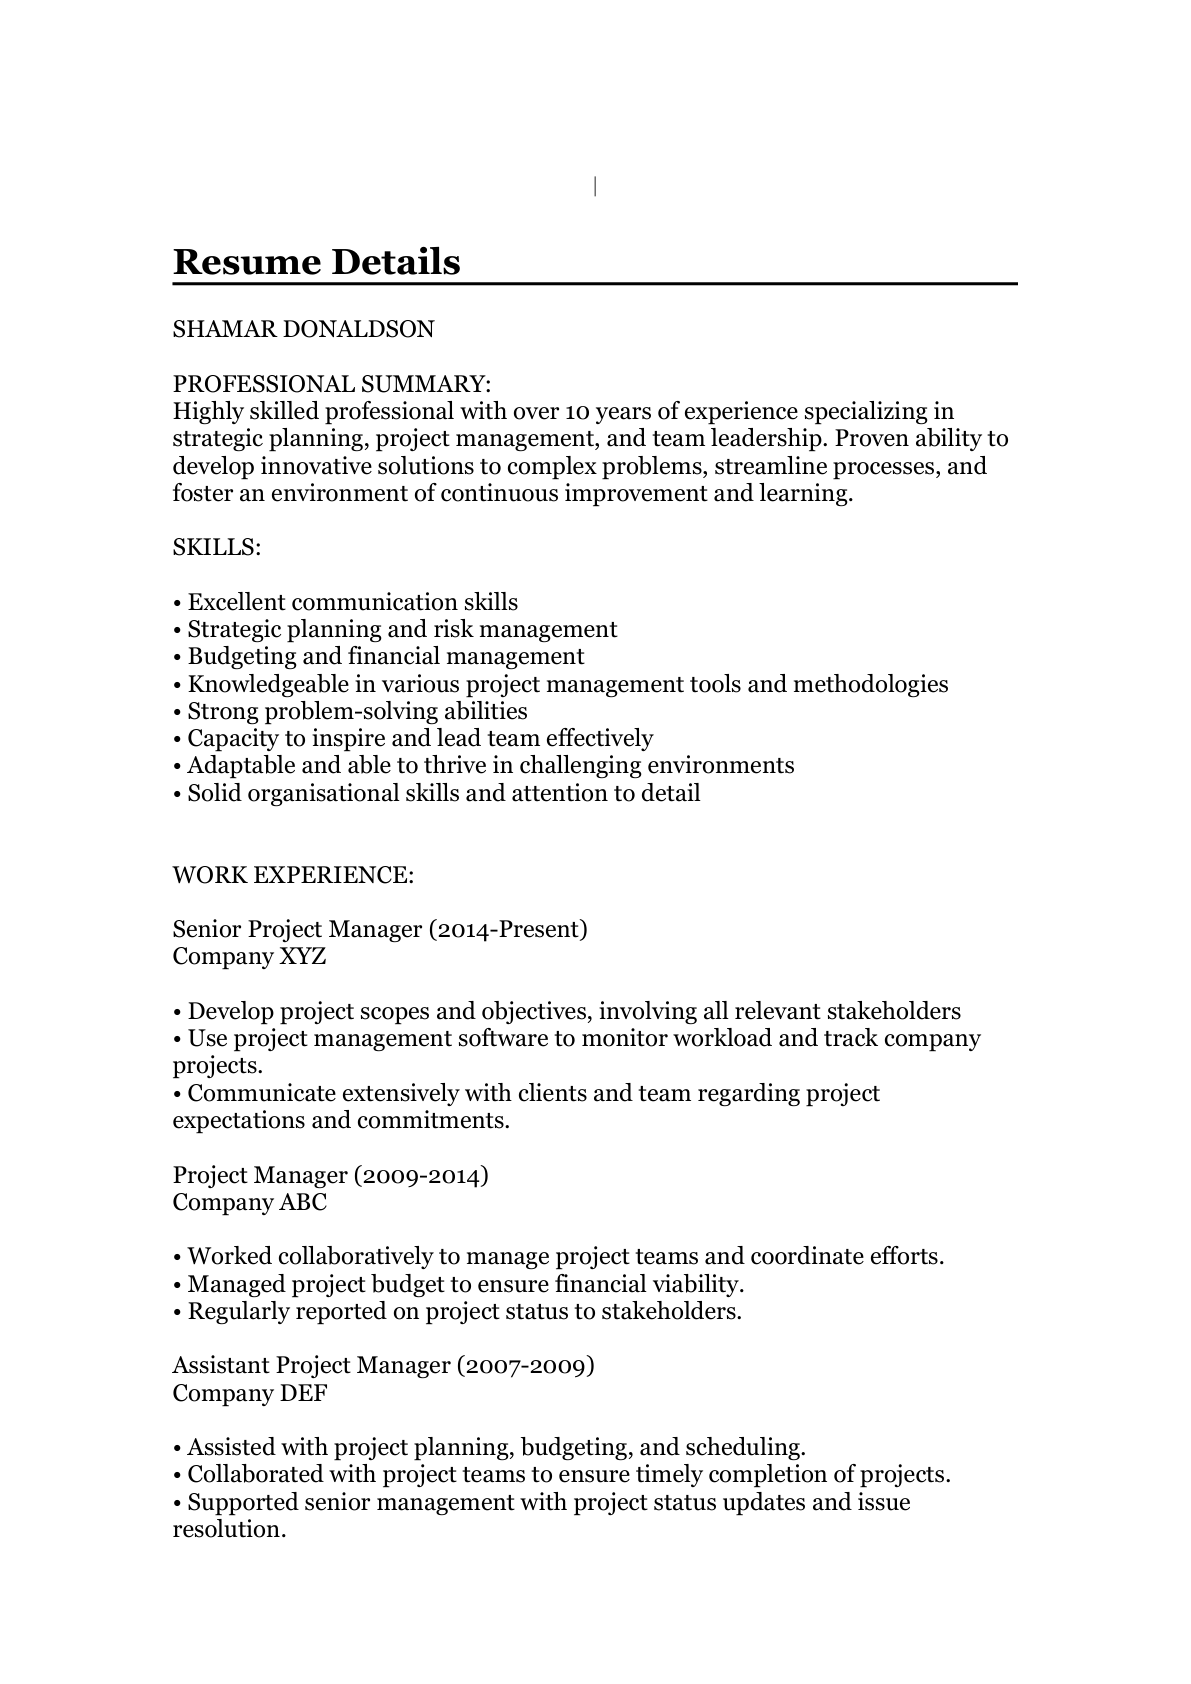 |
Resume Details
SHAMAR DONALDSON
PROFESSIONAL SUMMARY:
Highly skilled professional with over 10 years of experience specializing in
strategic planning, project management, and team leadership. Proven ability to
develop innovative solutions to complex problems, streamline processes, and
foster an environment of continuous improvement and learning.
SKILLS:
• Excellent communication skills
• Strategic planning and risk management
• Budgeting and financial management
• Knowledgeable in various project management tools and methodologies
• Strong problem-solving abilities
• Capacity to inspire and lead team effectively
• Adaptable and able to thrive in challenging environments
• Solid organisational skills and attention to detail
WORK EXPERIENCE:
Senior Project Manager (2014-Present)
Company XYZ
• Develop project scopes and objectives, involving all relevant stakeholders
• Use project management software to monitor workload and track company
projects.
• Communicate extensively with clients and team regarding project
expectations and commitments.
Project Manager (2009-2014)
Company ABC
• Worked collaboratively to manage project teams and coordinate efforts.
• Managed project budget to ensure financial viability.
• Regularly reported on project status to stakeholders.
Assistant Project Manager (2007-2009)
Company DEF
• Assisted with project planning, budgeting, and scheduling.
• Collaborated with project teams to ensure timely completion of projects.
• Supported senior management with project status updates and issue
resolution.